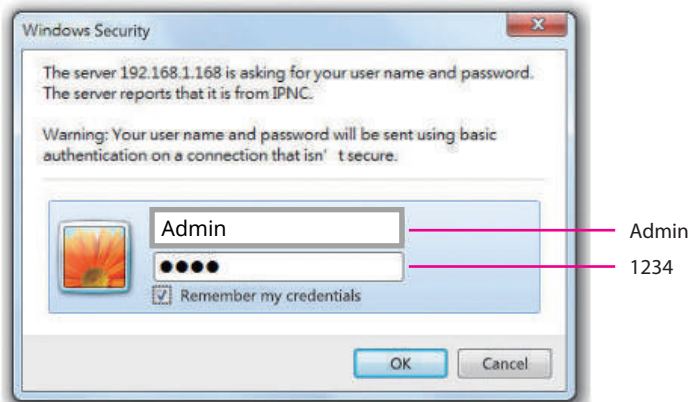 Windows Security
The server 192.168.1.168 is asking for your user name and password.
The server reports that it is from IPNC.
Warning: Your user name and password will be sent using basic
authentication on a connection that isn' t secure.
Admin
Admin
●●●●
1234
Remember my credentials
OK
Cancel